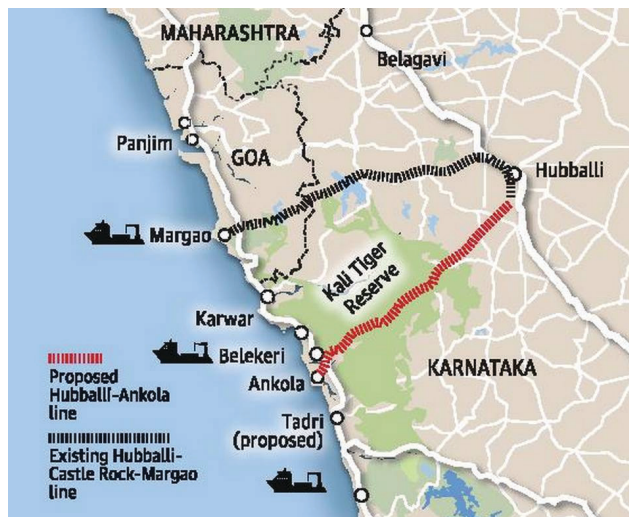 MAHARASHTRA
Belagavi
Panjim
GOA
Hubballi
Margao
Kali Tiger
Reserve
Karwar
Belekeri
KARNATAKA
Ankola
Proposed
Hubballi-Ankola
line
Tadri
(proposed)
Existing Hubballi-
Castle Rock-Margao
line